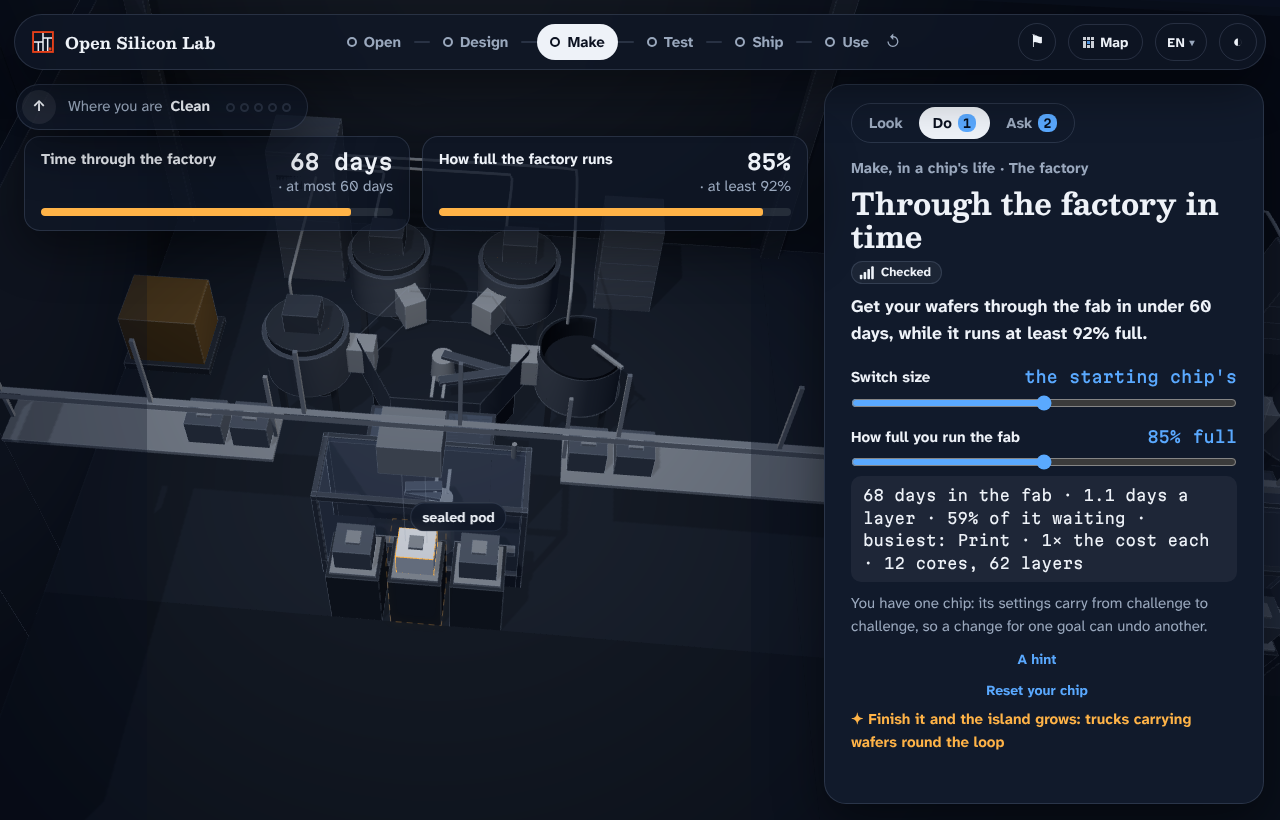 Open Silicon Lab
Open
Design
Make
Test
Ship
Use
Map
EN
Where you are Clean
Time through the factory
68 days
· at most 60 days
How full the factory runs
85%
· at least 92%
sealed pod
Look
Do 1
Ask 2
Make, in a chip's life · The factory
Through the factory in
time
Checked
Get your wafers through the fab in under 60
days, while it runs at least 92% full.
Switch size
the starting chip's
How full you run the fab
85% full
68 days in the fab · 1.1 days a
layer · 59% of it waiting ·
busiest: Print · 1× the cost each
· 12 cores, 62 layers
You have one chip: its settings carry from challenge to
challenge, so a change for one goal can undo another.
A hint
Reset your chip
✦ Finish it and the island grows: trucks carrying
wafers round the loop